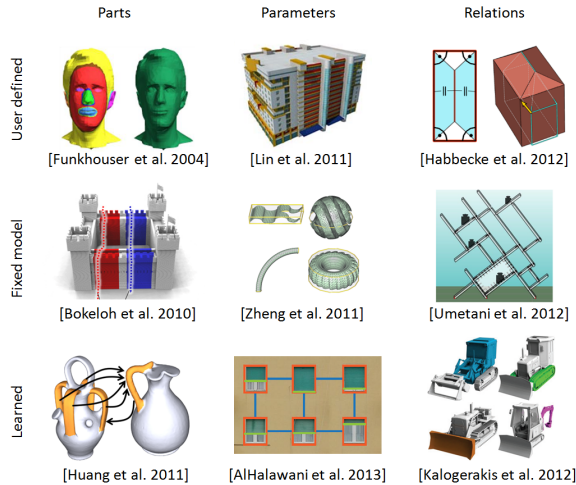 Parts Parameters Relations
User defined
[Funkhouser et al. 2004] [Lin et al. 2011] [Habbecke et al. 2012]
Fixed model
[Bokeloh et al. 2010] [Zheng et al. 2011] [Umetani et al. 2012]
Learned
[Huang et al. 2011] [AlHalawani et al. 2013] [Kalogerakis et al. 2012]